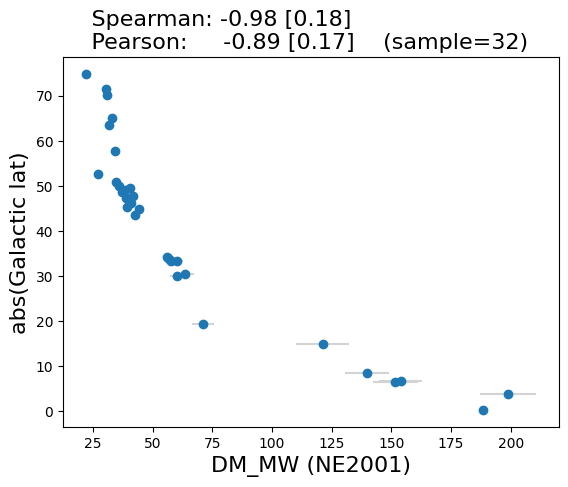 Spearman: -0.98 [0.18]
Pearson: -0.89 [0.17] (sample=32)
abs(Galactic lat)
70
60
50
40
30
20
10
0
25 50 75 100 125 150 175 200
DM_MW (NE2001)